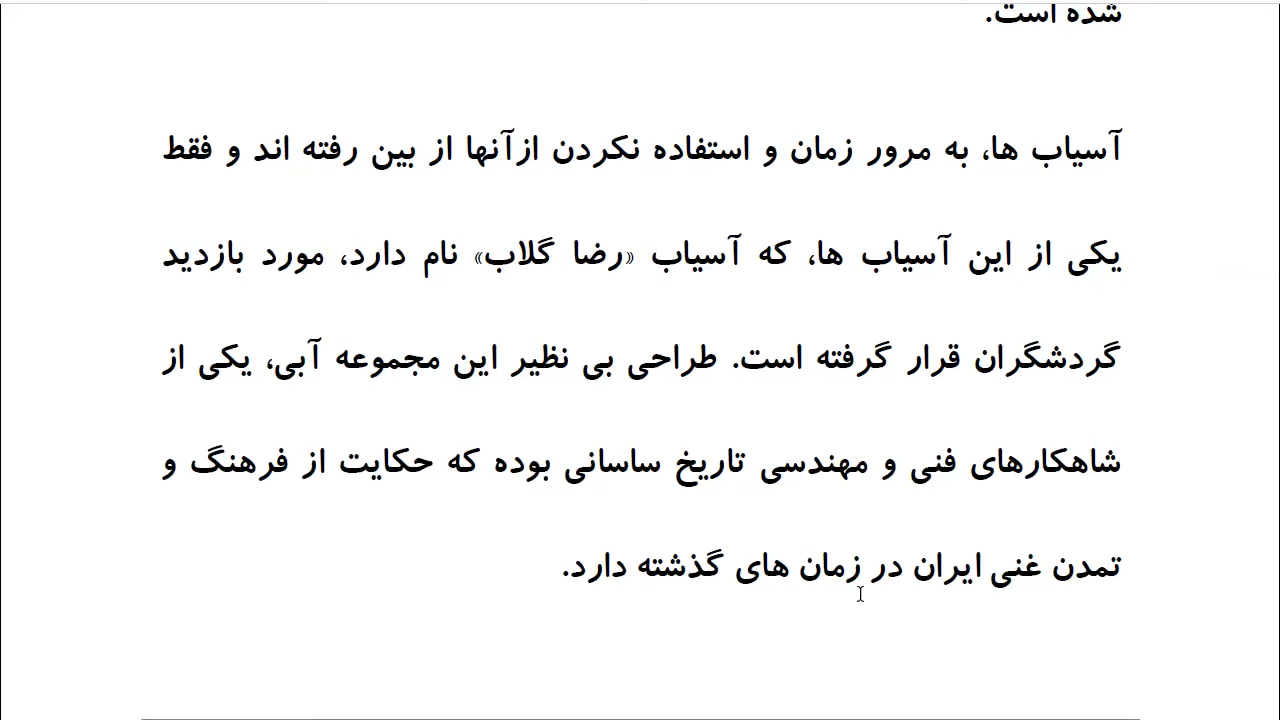 شده است.
آسیاب ها، به مرور زمان و استفاده نکردن ازآنها از بین رفته اند و فقط
یکی از این آسیاب ها، که آسیاب «رضا گلاب» نام دارد، مورد بازدید
گردشگران قرار گرفته است. طراحی بی نظیر این مجموعه آبی، یکی از
شاهکارهای فنی و مهندسی تاریخ ساسانی بوده که حکایت از فرهنگ و
تمدن غنی ایران در زمان های گذشته دارد.